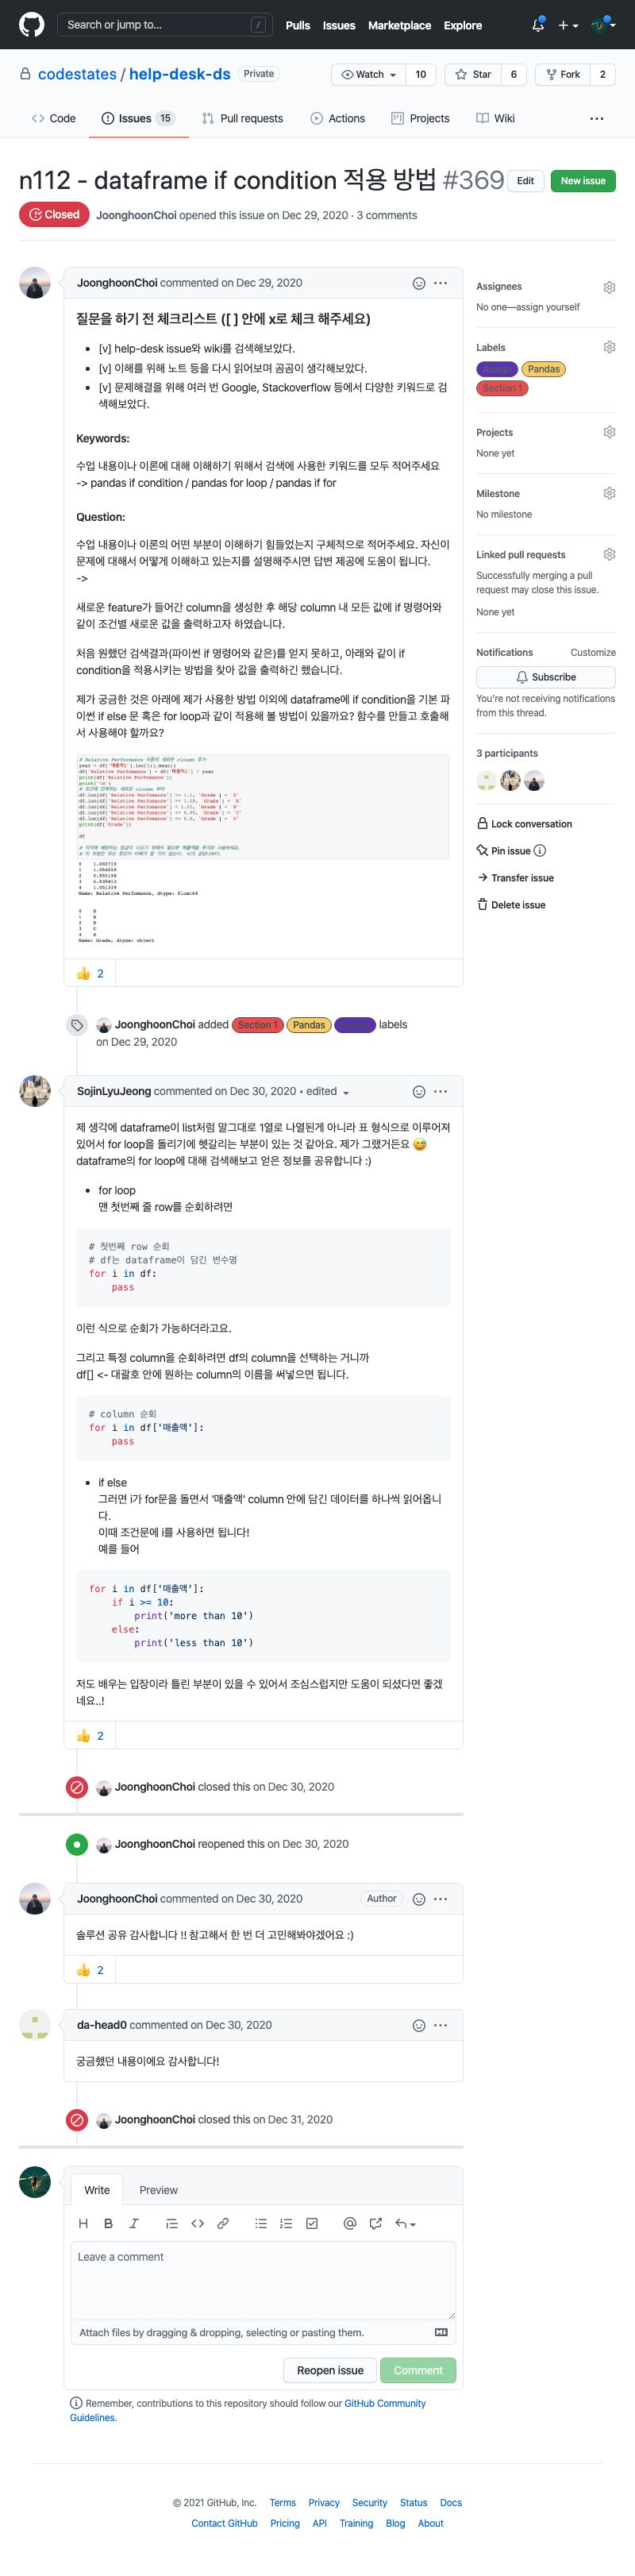 Search or jump to...
/
Pulls Issues Marketplace Explore
codestates / help-desk-ds Private
Watch 10 Star 6 Fork 2
Code Issues 15 Pull requests Actions Projects Wiki
n112 - dataframe if condition 적용 방법 #369
Edit New issue
Closed JoonghoonChoi opened this issue on Dec 29, 2020 · 3 comments
JoonghoonChoi commented on Dec 29, 2020
질문을 하기 전 체크리스트 ([ ] 안에 x로 체크 해주세요)
[v] help-desk issue와 wiki를 검색해보았다.
[v] 이해를 위해 노트 등을 다시 읽어보며 곰곰이 생각해보았다.
[v] 문제해결을 위해 여러 번 Google, Stackoverflow 등에서 다양한 키워드로 검
색해보았다.
Keywords:
수업 내용이나 이론에 대해 이해하기 위해서 검색에 사용한 키워드를 모두 적어주세요
-> pandas if condition / pandas for loop / pandas if for
Question:
수업 내용이나 이론의 어떤 부분이 이해하기 힘들었는지 구체적으로 적어주세요. 자신이
문제에 대해서 어떻게 이해하고 있는지를 설명해주시면 답변 제공에 도움이 됩니다.
->
새로운 feature가 들어간 column을 생성한 후 해당 column 내 모든 값에 if 명령어와
같이 조건별 새로운 값을 출력하고자 하였습니다.
처음 원했던 검색결과(파이썬 if 명령어와 같은)를 얻지 못하고, 아래와 같이 if
condition을 적용시키는 방법을 찾아 값을 출력하긴 했습니다.
제가 궁금한 것은 아래에 제가 사용한 방법 이외에 dataframe에 if condition을 기본 파
이썬 if else 문 혹은 for loop과 같이 적용해 볼 방법이 있을까요? 함수를 만들고 호출해
서 사용해야 할까요?
print(df['Relative Perfomance'])
print('\n')
print(df['Grade'])
df
Name: Relative Perfomance, dtype: float64
Name: Grade, dtype: object
2
Assignees
No one—assign yourself
Labels
Assign Pandas
Section 1
Projects
None yet
Milestone
No milestone
Linked pull requests
Successfully merging a pull
request may close this issue.
None yet
Notifications Customize
Subscribe
You're not receiving notifications
from this thread.
3 participants
Lock conversation
Pin issue
Transfer issue
Delete issue
JoonghoonChoi added Section 1 Pandas labels
on Dec 29, 2020
SojinLyuJeong commented on Dec 30, 2020 • edited
제 생각에 dataframe이 list처럼 말그대로 1열로 나열된게 아니라 표 형식으로 이루어져
있어서 for loop을 돌리기에 헷갈리는 부분이 있는 것 같아요. 제가 그랬거든요 😅
dataframe의 for loop에 대해 검색해보고 얻은 정보를 공유합니다 :)
for loop
맨 첫번째 줄 row를 순회하려면
# 첫번째 row 순회
# df는 dataframe이 담긴 변수명
for i in df:
pass
이런 식으로 순회가 가능하더라고요.
그리고 특정 column을 순회하려면 df의 column을 선택하는 거니까
df[] <- 대괄호 안에 원하는 column의 이름을 써넣으면 됩니다.
# column 순회
for i in df['매출액']:
pass
if else
그러면 i가 for문을 돌면서 '매출액' column 안에 담긴 데이터를 하나씩 읽어옵니
다.
이때 조건문에 i를 사용하면 됩니다!
예를 들어
for i in df['매출액']:
if i >= 10:
print('more than 10')
else:
print('less than 10')
저도 배우는 입장이라 틀린 부분이 있을 수 있어서 조심스럽지만 도움이 되셨다면 좋겠
네요..!
2
JoonghoonChoi closed this on Dec 30, 2020
JoonghoonChoi reopened this on Dec 30, 2020
JoonghoonChoi commented on Dec 30, 2020 Author
솔루션 공유 감사합니다 !! 참고해서 한 번 더 고민해봐야겠어요 :)
2
da-head0 commented on Dec 30, 2020
궁금했던 내용이에요 감사합니다!
JoonghoonChoi closed this on Dec 31, 2020
Write Preview
Leave a comment
Attach files by dragging & dropping, selecting or pasting them.
Reopen issue Comment
Remember, contributions to this repository should follow our GitHub Community
Guidelines.
© 2021 GitHub, Inc. Terms Privacy Security Status Docs
Contact GitHub Pricing API Training Blog About